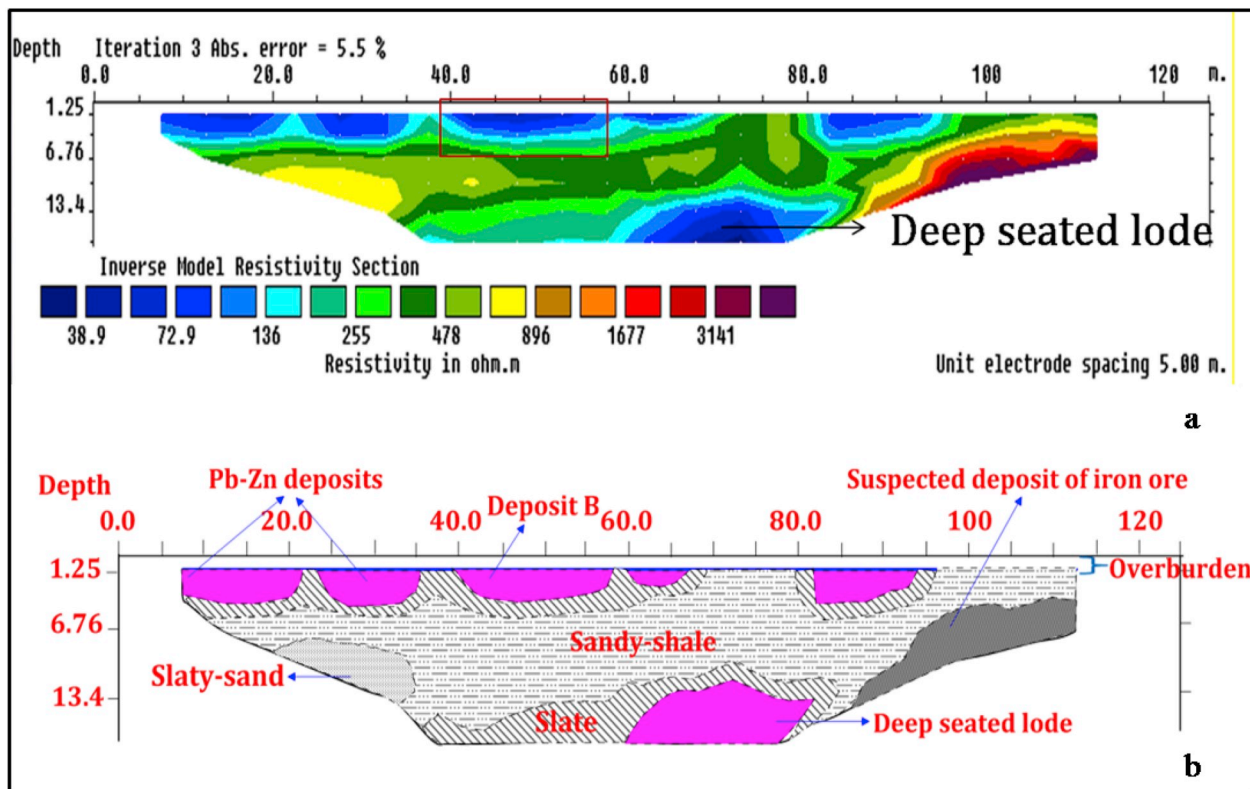 Depth Iteration 3 Abs. error = 5.5 %
0.0 20.0 40.0 60.0 80.0 100 120 m.
1.25
6.76
13.4
Deep seated lode
Inverse Model Resistivity Section
38.9 72.9 136 255 478 896 1677 3141
Resistivity in ohm.m Unit electrode spacing 5.00 m.
a
Pb-Zn deposits Suspected deposit of iron ore
Depth Deposit B
0.0 20.0 40.0 60.0 80.0 100 120
1.25 Overburden
6.76
Sandy-shale
Slaty-sand
13.4
Slate Deep seated lode
b